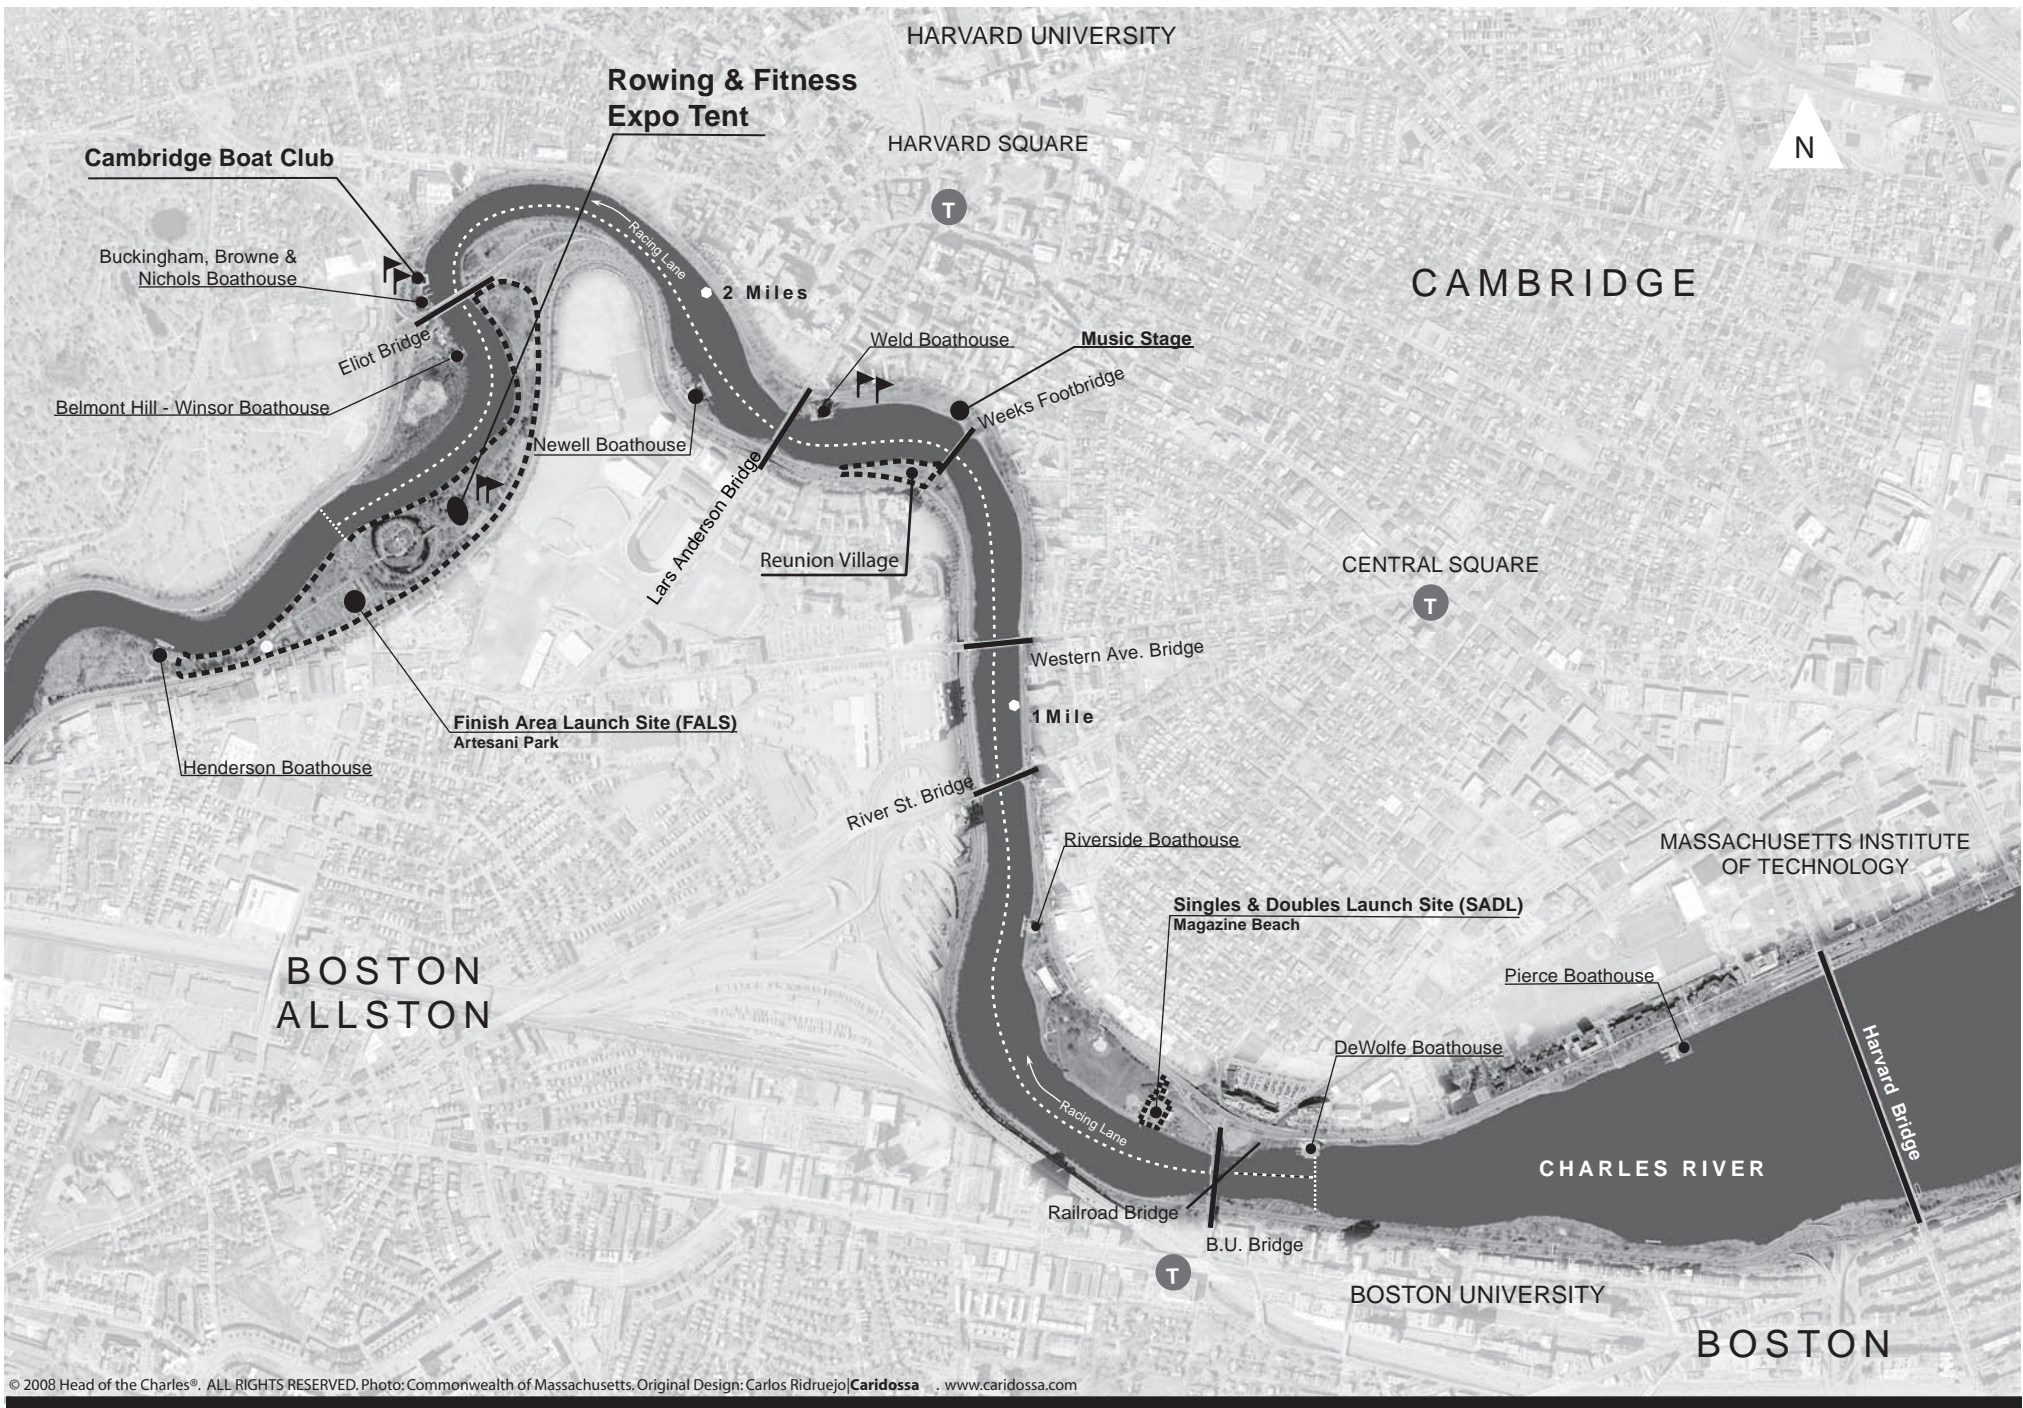 HARVARD UNIVERSITY
Rowing & Fitness
Expo Tent
HARVARD SQUARE
T
N
Cambridge Boat Club
Racing Lane
Buckingham, Browne &
Nichols Boathouse
2 Miles
CAMBRIDGE
Eliot Bridge
Weld Boathouse
Music Stage
Weeks Footbridge
Belmont Hill - Winsor Boathouse
Newell Boathouse
Lars Anderson Bridge
Reunion Village
CENTRAL SQUARE
T
Western Ave. Bridge
1 Mile
Finish Area Launch Site (FALS)
Artesani Park
Henderson Boathouse
River St. Bridge
Riverside Boathouse
MASSACHUSETTS INSTITUTE
OF TECHNOLOGY
Singles & Doubles Launch Site (SADL)
Magazine Beach
BOSTON
ALLSTON
Pierce Boathouse
DeWolfe Boathouse
Harvard Bridge
Racing Lane
CHARLES RIVER
Railroad Bridge
B.U. Bridge
T
BOSTON UNIVERSITY
BOSTON
© 2008 Head of the Charles®. ALL RIGHTS RESERVED. Photo: Commonwealth of Massachusetts. Original Design: Carlos Ridruejo|Caridossa . www.caridossa.com